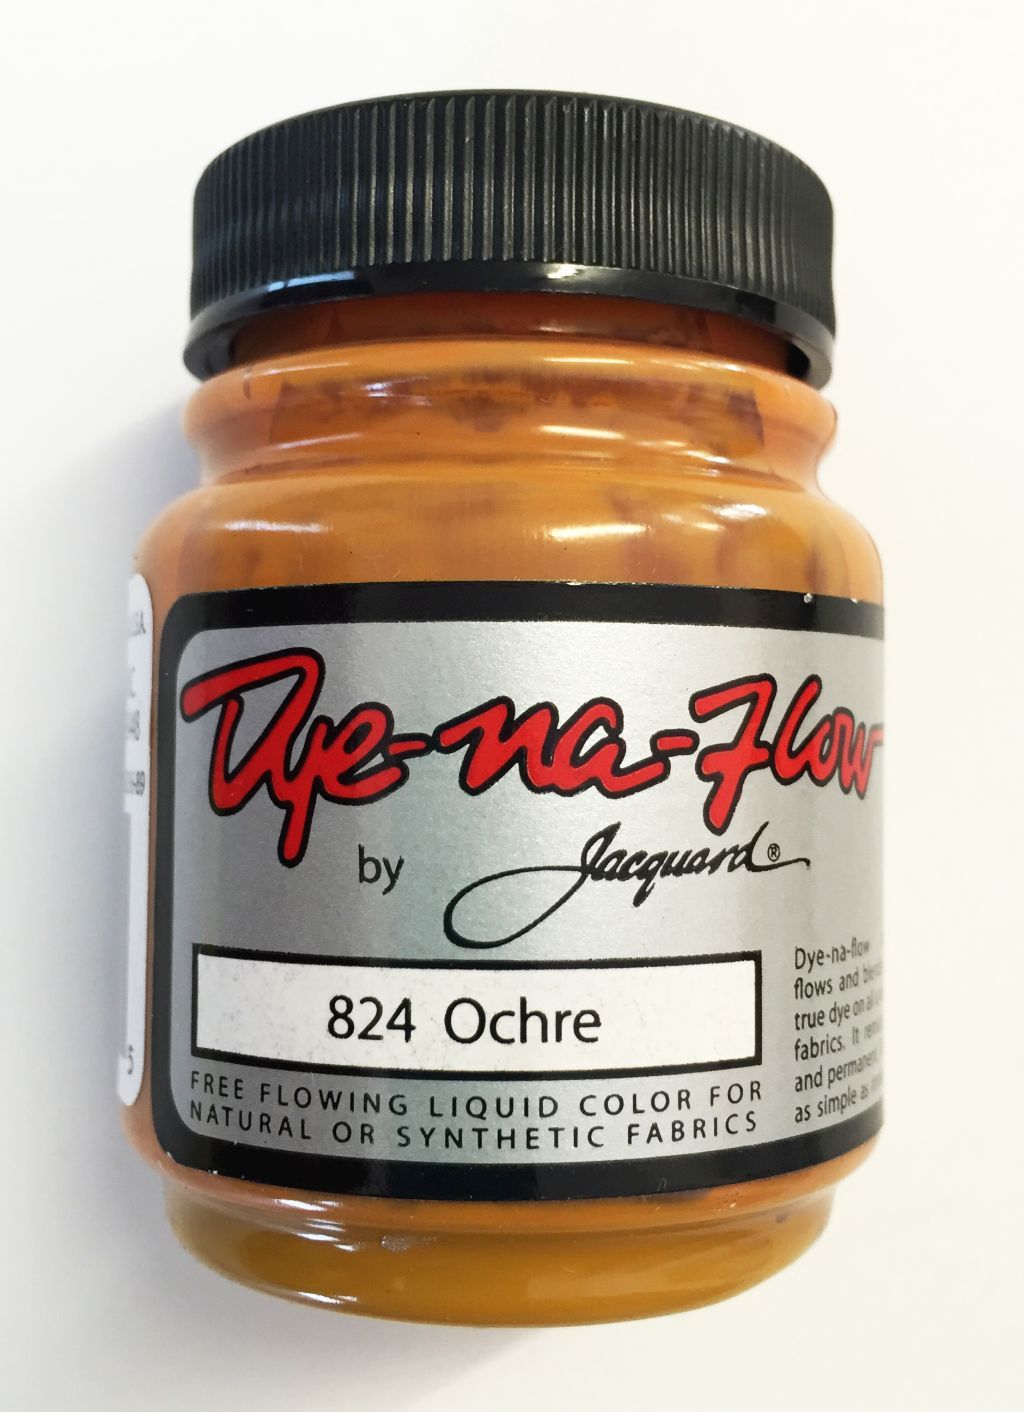 Dye-na-Flow
by Jacquard®
824 Ochre
FREE FLOWING LIQUID COLOR FOR
NATURAL OR SYNTHETIC FABRICS
Dye-na-flow
flows and
true dye on
fabrics. It
and permanent
as simple as